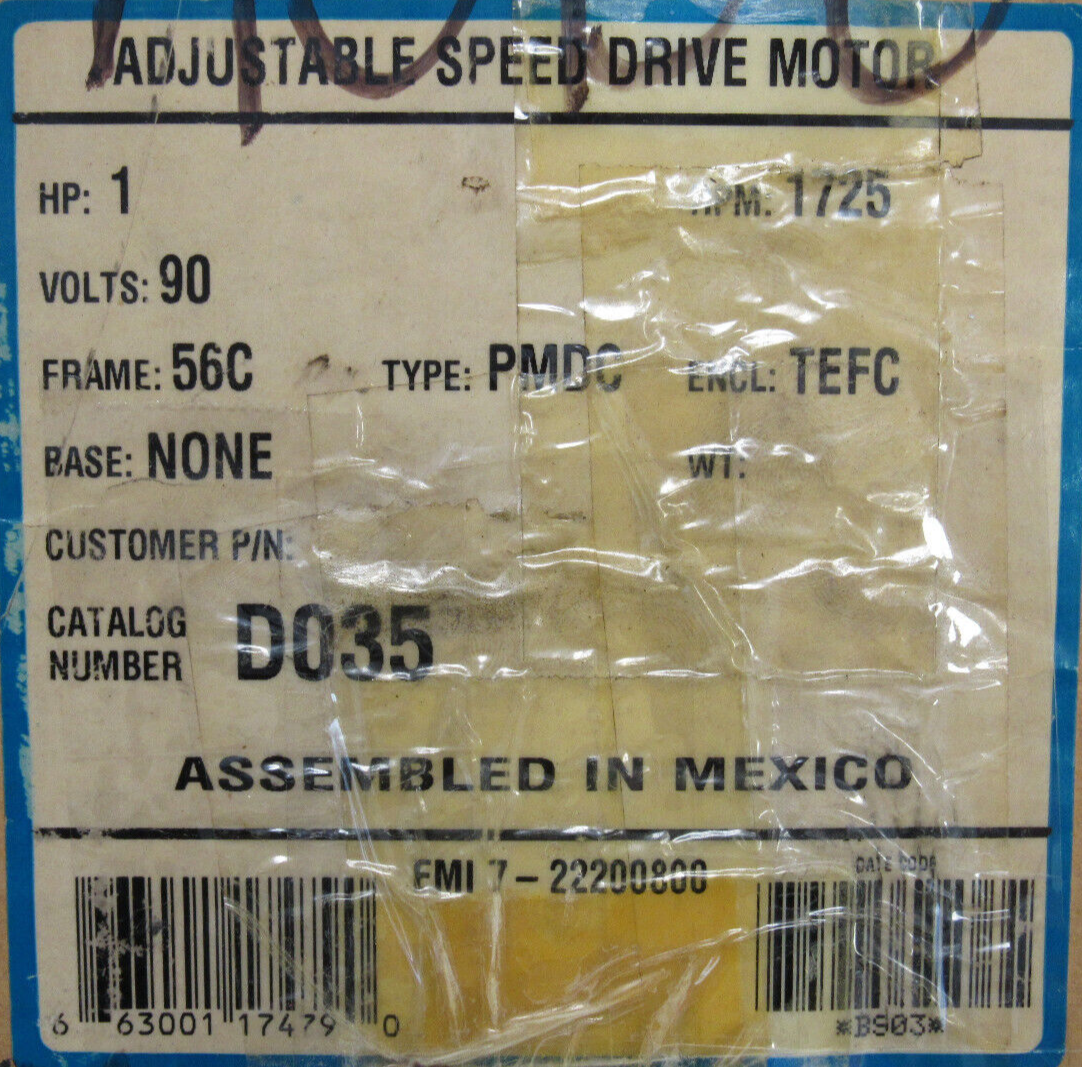 ADJUSTABLE SPEED DRIVE MOTOR
HP: 1 RPM: 1725
VOLTS: 90
FRAME: 56C TYPE: PMDC ENCL: TEFC
BASE: NONE WT:
CUSTOMER P/N:
CATALOG
NUMBER D035
ASSEMBLED IN MEXICO
EMI 7-22200800
DATE CODE
6 63001 17479 0
*B903*